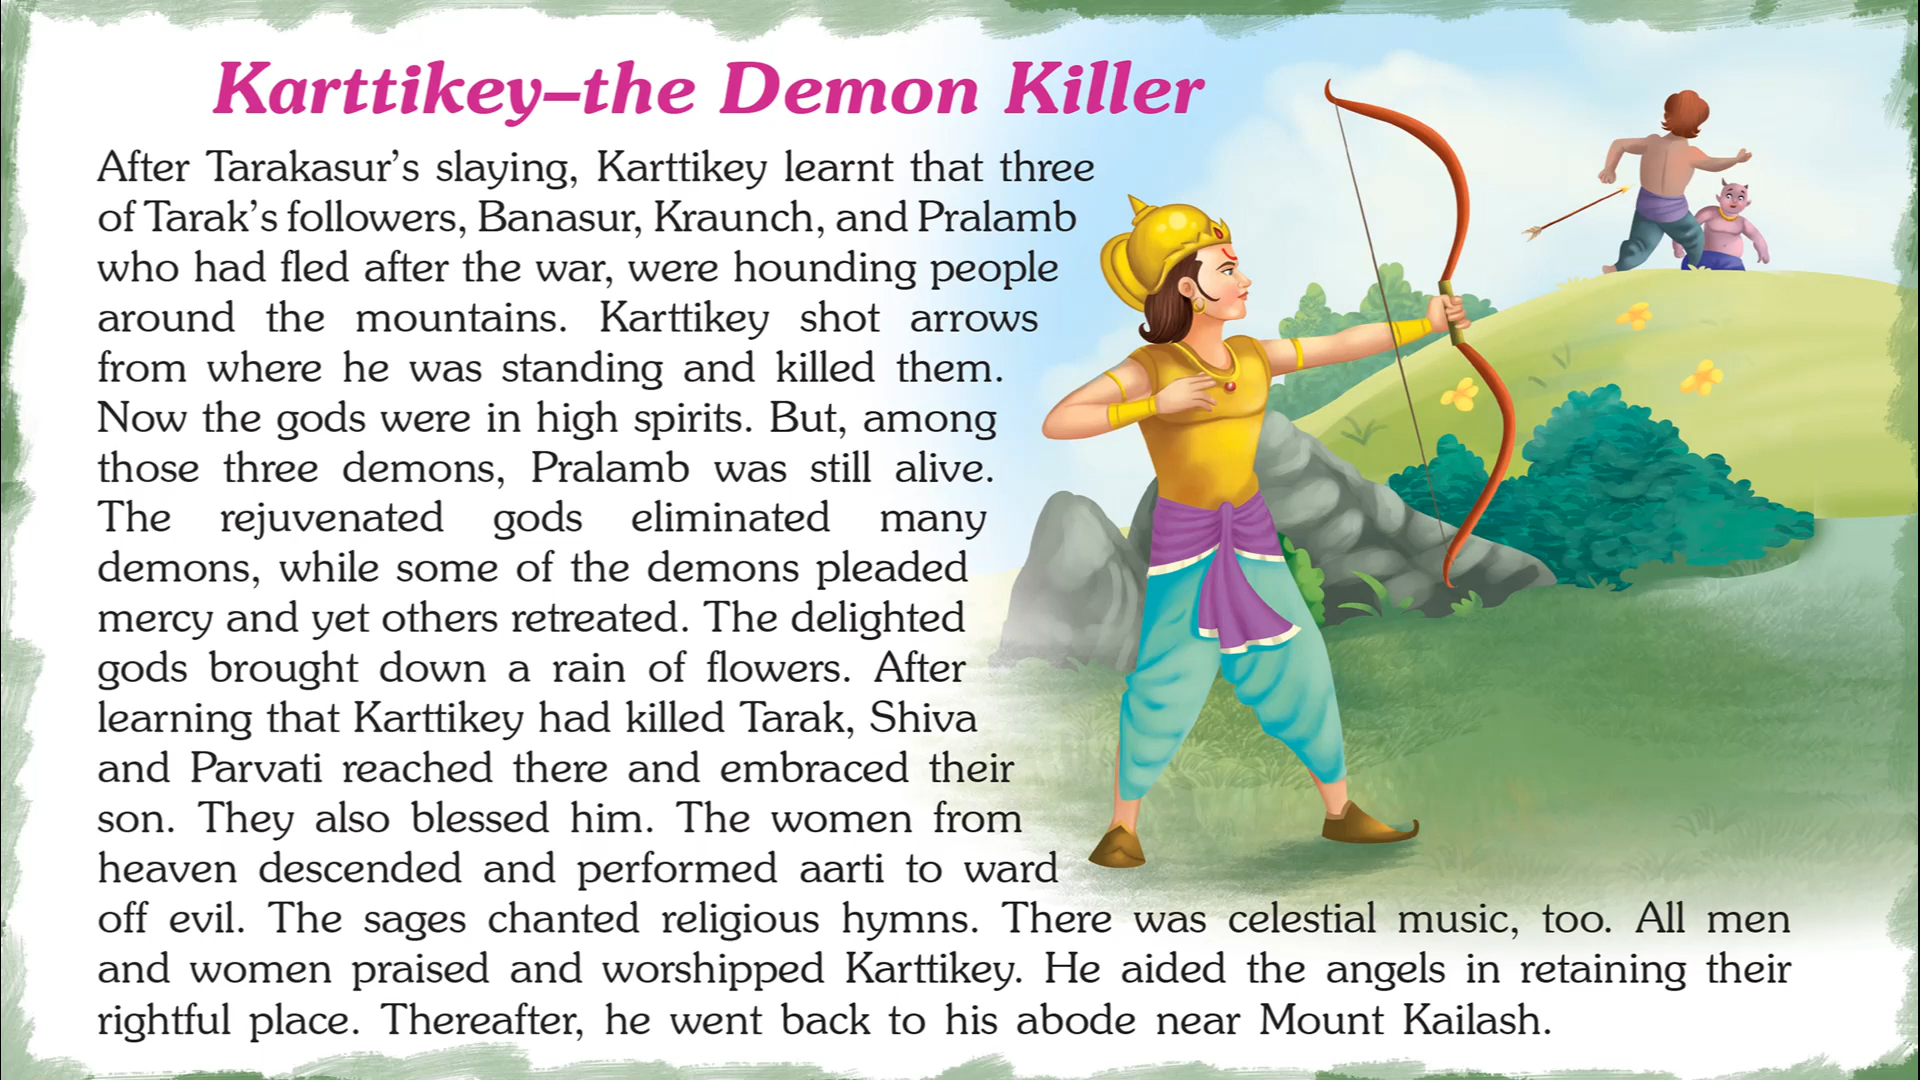 Karttikey–the Demon Killer
After Tarakasur’s slaying, Karttikey learnt that three
of Tarak’s followers, Banasur, Kraunch, and Pralamb
who had fled after the war, were hounding people
around the mountains. Karttikey shot arrows
from where he was standing and killed them.
Now the gods were in high spirits. But, among
those three demons, Pralamb was still alive.
The rejuvenated gods eliminated many
demons, while some of the demons pleaded
mercy and yet others retreated. The delighted
gods brought down a rain of flowers. After
learning that Karttikey had killed Tarak, Shiva
and Parvati reached there and embraced their
son. They also blessed him. The women from
heaven descended and performed aarti to ward
off evil. The sages chanted religious hymns. There was celestial music, too. All men
and women praised and worshipped Karttikey. He aided the angels in retaining their
rightful place. Thereafter, he went back to his abode near Mount Kailash.